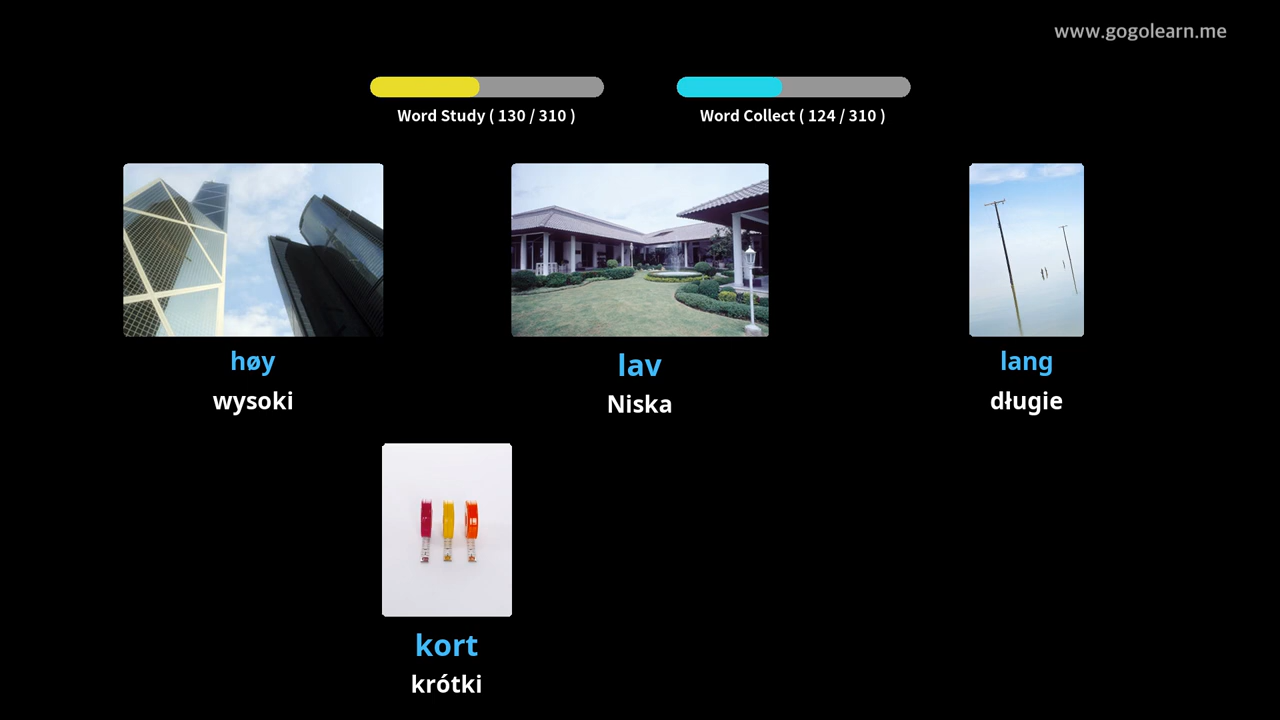 www.gogolearn.me
Word Study ( 130 / 310 )
Word Collect ( 124 / 310 )
høy
wysoki
lav
Niska
lang
długie
kort
krótki